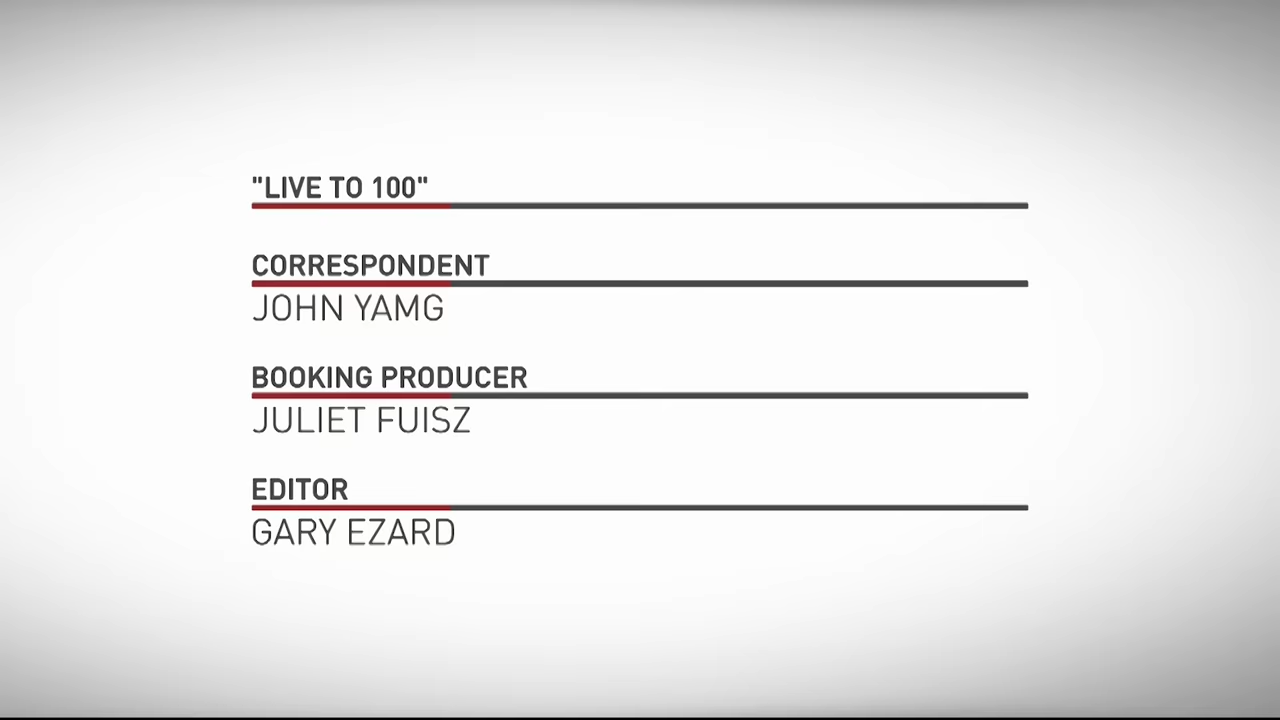 "LIVE TO 100"
CORRESPONDENT
JOHN YAMG
BOOKING PRODUCER
JULIET FUISZ
EDITOR
GARY EZARD